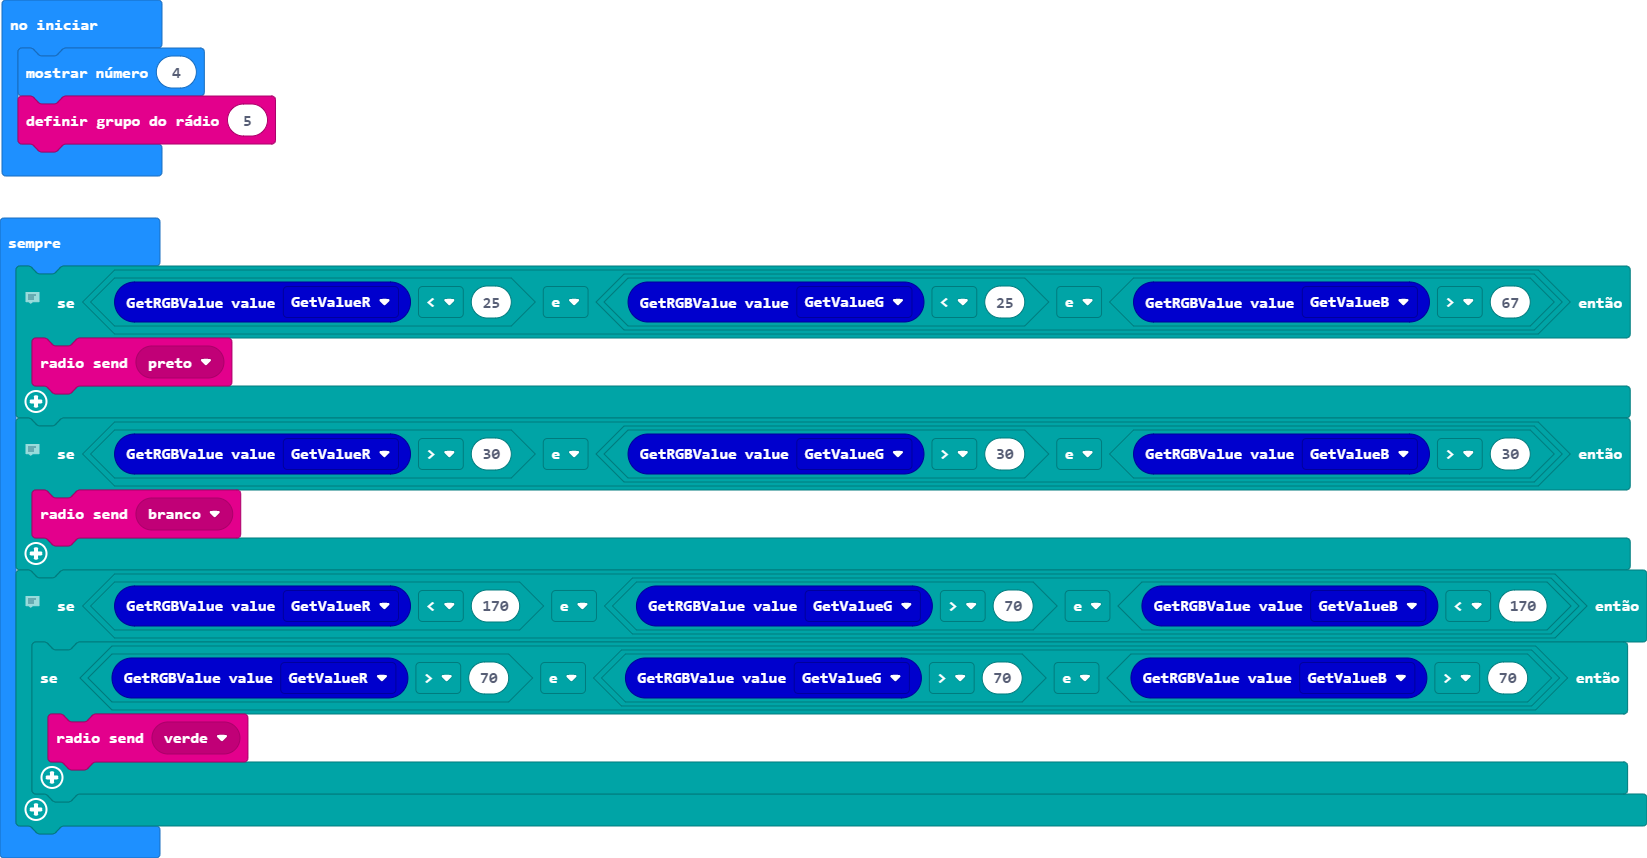 no iniciar
mostrar número 4
definir grupo do rádio 5
sempre
se GetRGBValue value GetValueR < 25 e GetRGBValue value GetValueG < 25 e GetRGBValue value GetValueB > 67 então
radio send preto
se GetRGBValue value GetValueR > 30 e GetRGBValue value GetValueG > 30 e GetRGBValue value GetValueB > 30 então
radio send branco
se GetRGBValue value GetValueR < 170 e GetRGBValue value GetValueG > 70 e GetRGBValue value GetValueB < 170 então
se GetRGBValue value GetValueR > 70 e GetRGBValue value GetValueG > 70 e GetRGBValue value GetValueB > 70 então
radio send verde